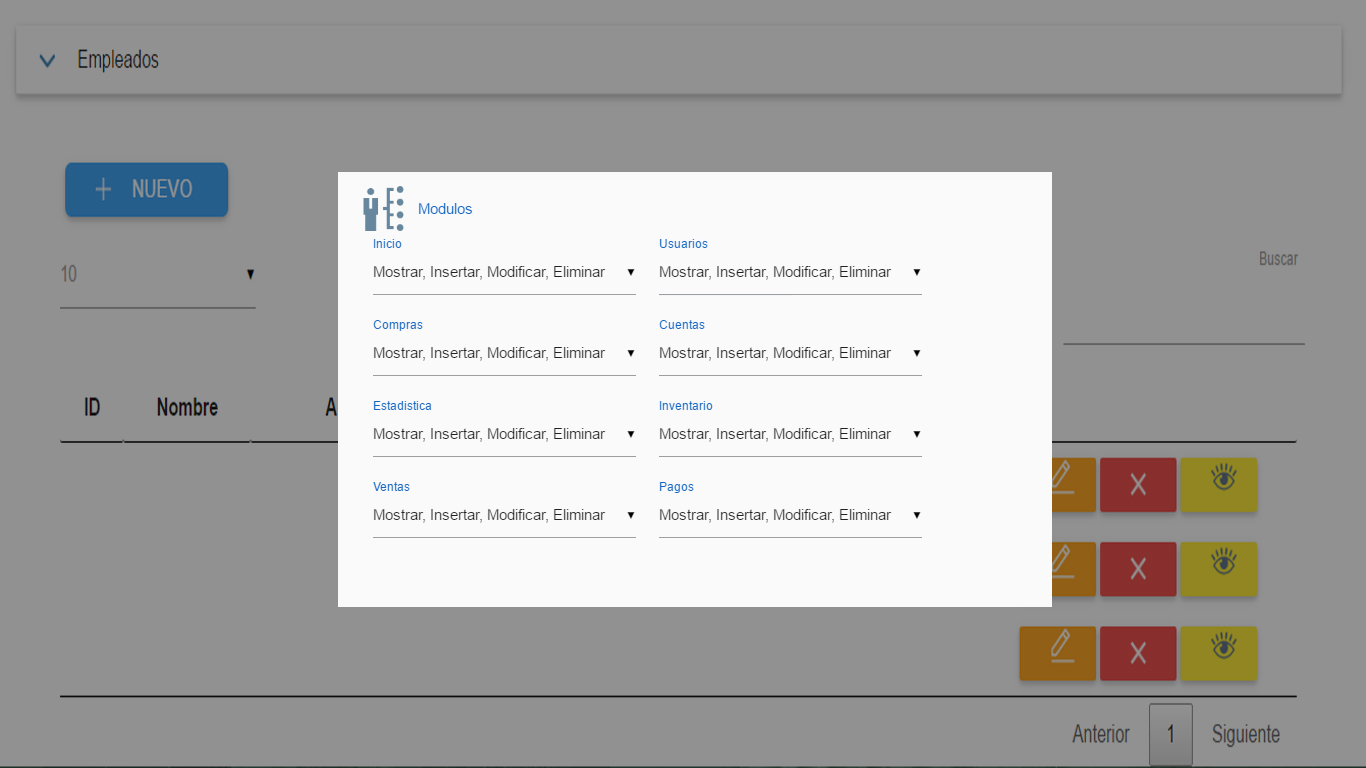 Empleados
NUEVO
10
Buscar
ID Nombre A
Modulos
Inicio Usuarios
Mostrar, Insertar, Modificar, Eliminar Mostrar, Insertar, Modificar, Eliminar
Compras Cuentas
Mostrar, Insertar, Modificar, Eliminar Mostrar, Insertar, Modificar, Eliminar
Estadistica Inventario
Mostrar, Insertar, Modificar, Eliminar Mostrar, Insertar, Modificar, Eliminar
Ventas Pagos
Mostrar, Insertar, Modificar, Eliminar Mostrar, Insertar, Modificar, Eliminar
Anterior 1 Siguiente